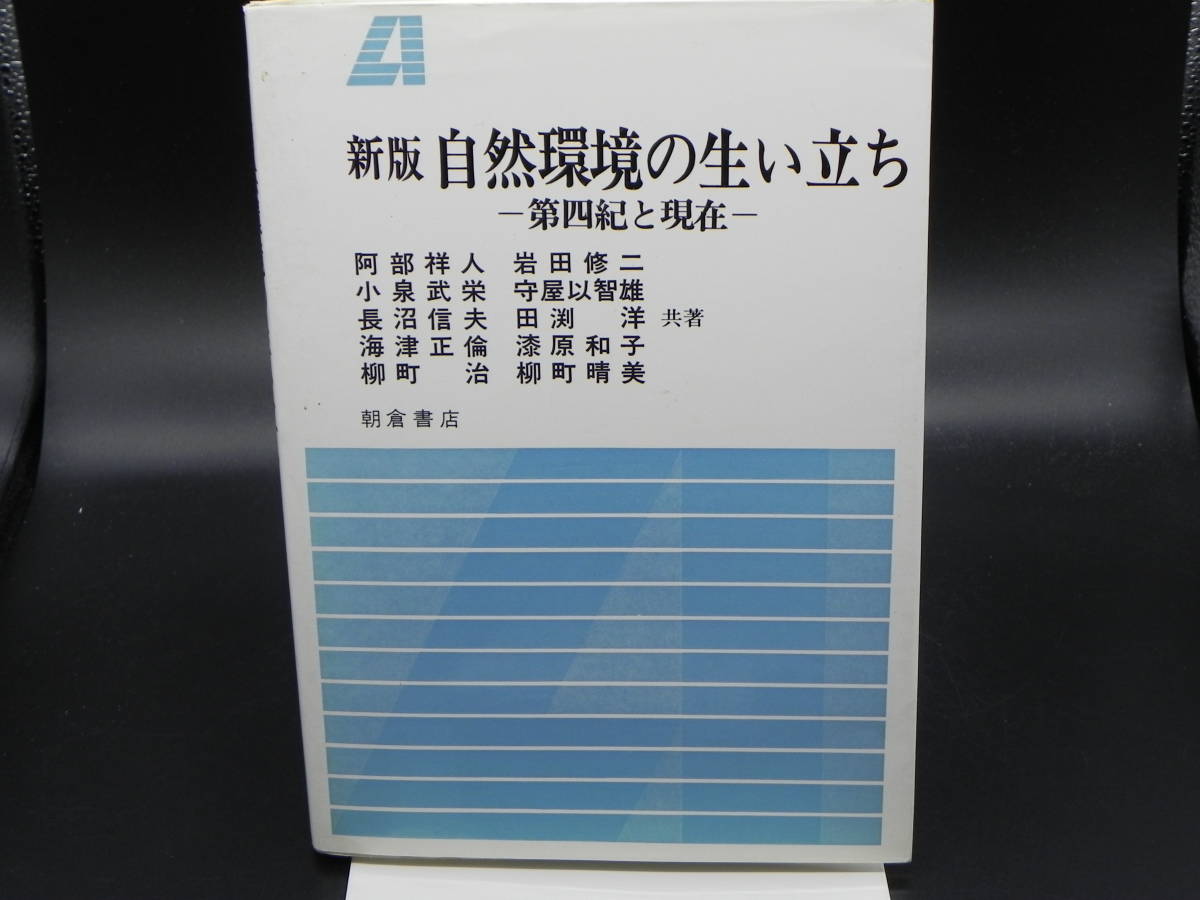 新版 自然環境の生い立ち
－第四紀と現在－
阿部祥人 岩田修二
小泉武栄 守屋以智雄
長沼信夫 田渕 洋 共著
海津正倫 漆原和子
柳町 治 柳町晴美
朝倉書店